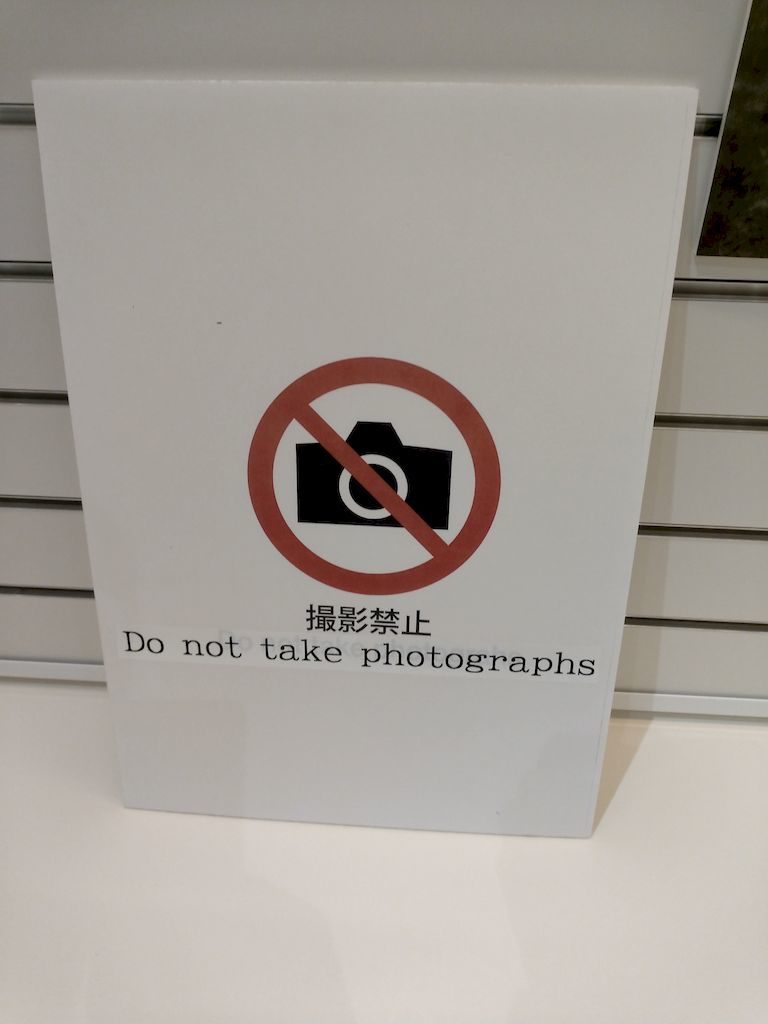 撮影禁止
Do not take photographs